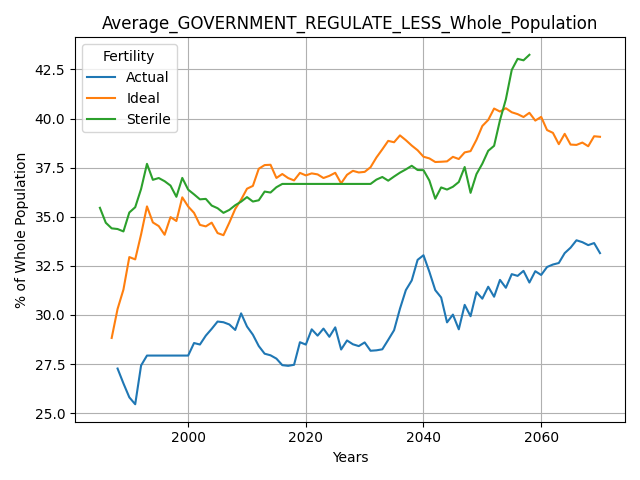 Average_GOVERNMENT_REGULATE_LESS_Whole_Population
Fertility
Actual
Ideal
Sterile
% of Whole Population
42.5
40.0
37.5
35.0
32.5
30.0
27.5
25.0
2000
2020
2040
2060
Years